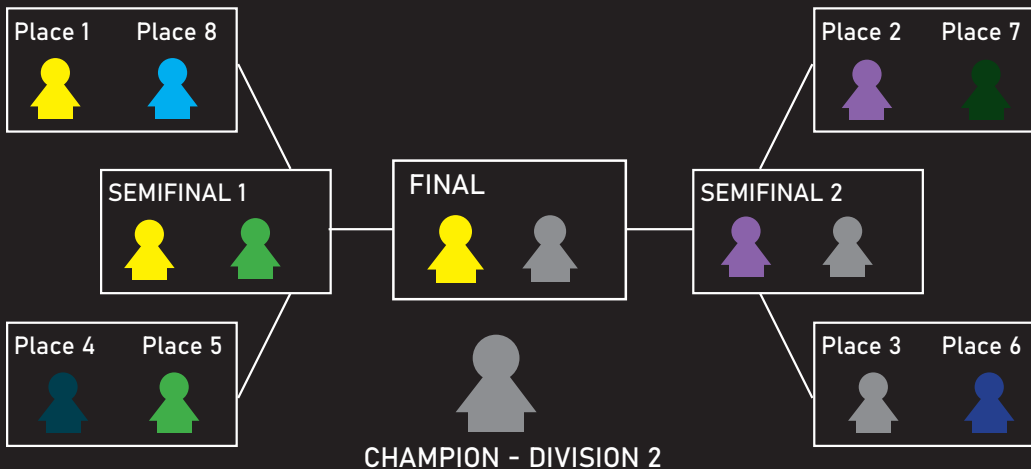 Place 1 Place 8
Place 2 Place 7
SEMIFINAL 1
FINAL
SEMIFINAL 2
Place 4 Place 5
Place 3 Place 6
CHAMPION - DIVISION 2